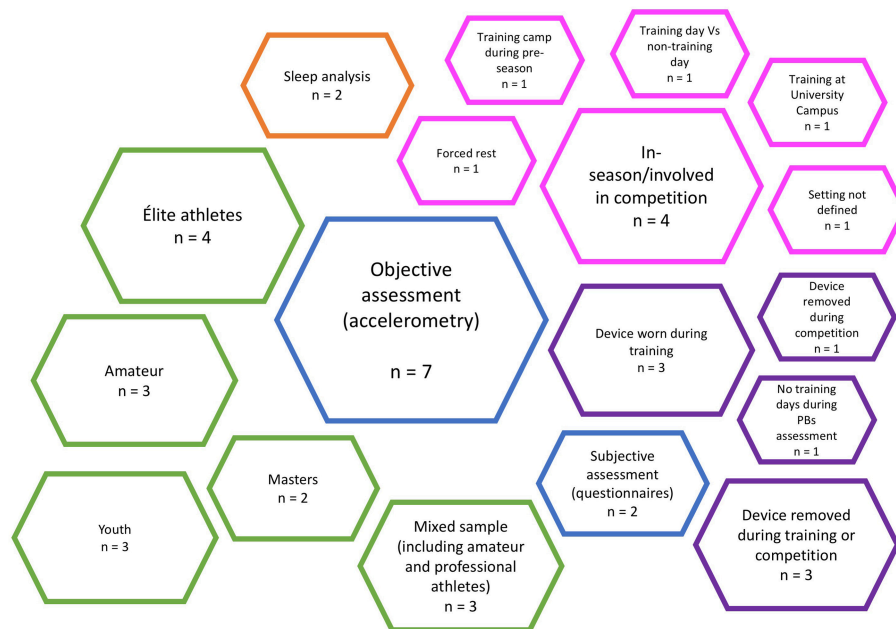 Sleep analysis
n = 2
Training camp
during pre-
season
n = 1
Training day Vs
non-training
day
n = 1
Training at
University
Campus
n = 1
Forced rest
n = 1
In-
season/involved
in competition
n = 4
Setting not
defined
n = 1
Élite athletes
n = 4
Objective
assessment
(accelerometry)
n = 7
Device worn during
training
n = 3
Device
removed
during
competition
n = 1
Amateur
n = 3
No training
days during
PBs
assessment
n = 1
Subjective
assessment
(questionnaires)
n = 2
Masters
n = 2
Youth
n = 3
Mixed sample
(including amateur
and professional
athletes)
n = 3
Device removed
during training or
competition
n = 3